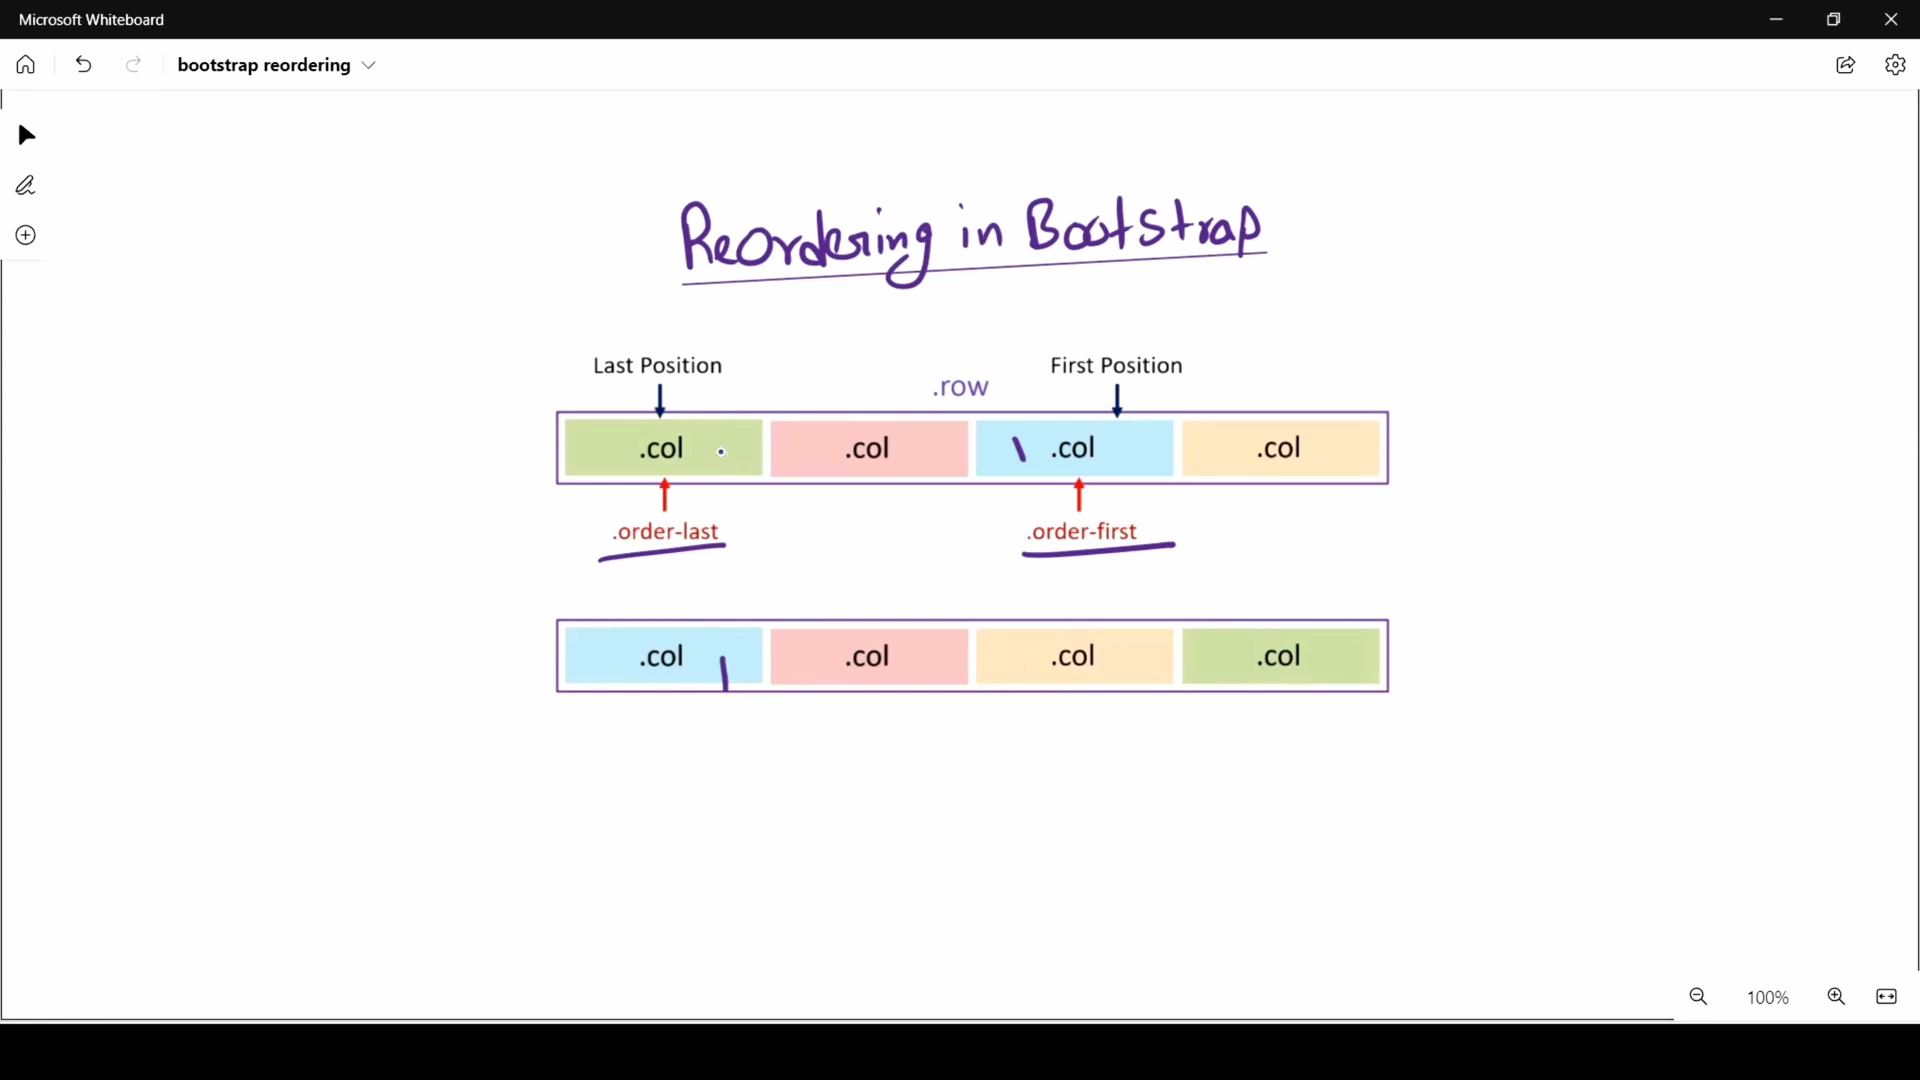 Microsoft Whiteboard
bootstrap reordering
Reordering in Bootstrap
Last Position
First Position
.row
.col .col .col .col
.order-last .order-first
.col .col .col .col
100%